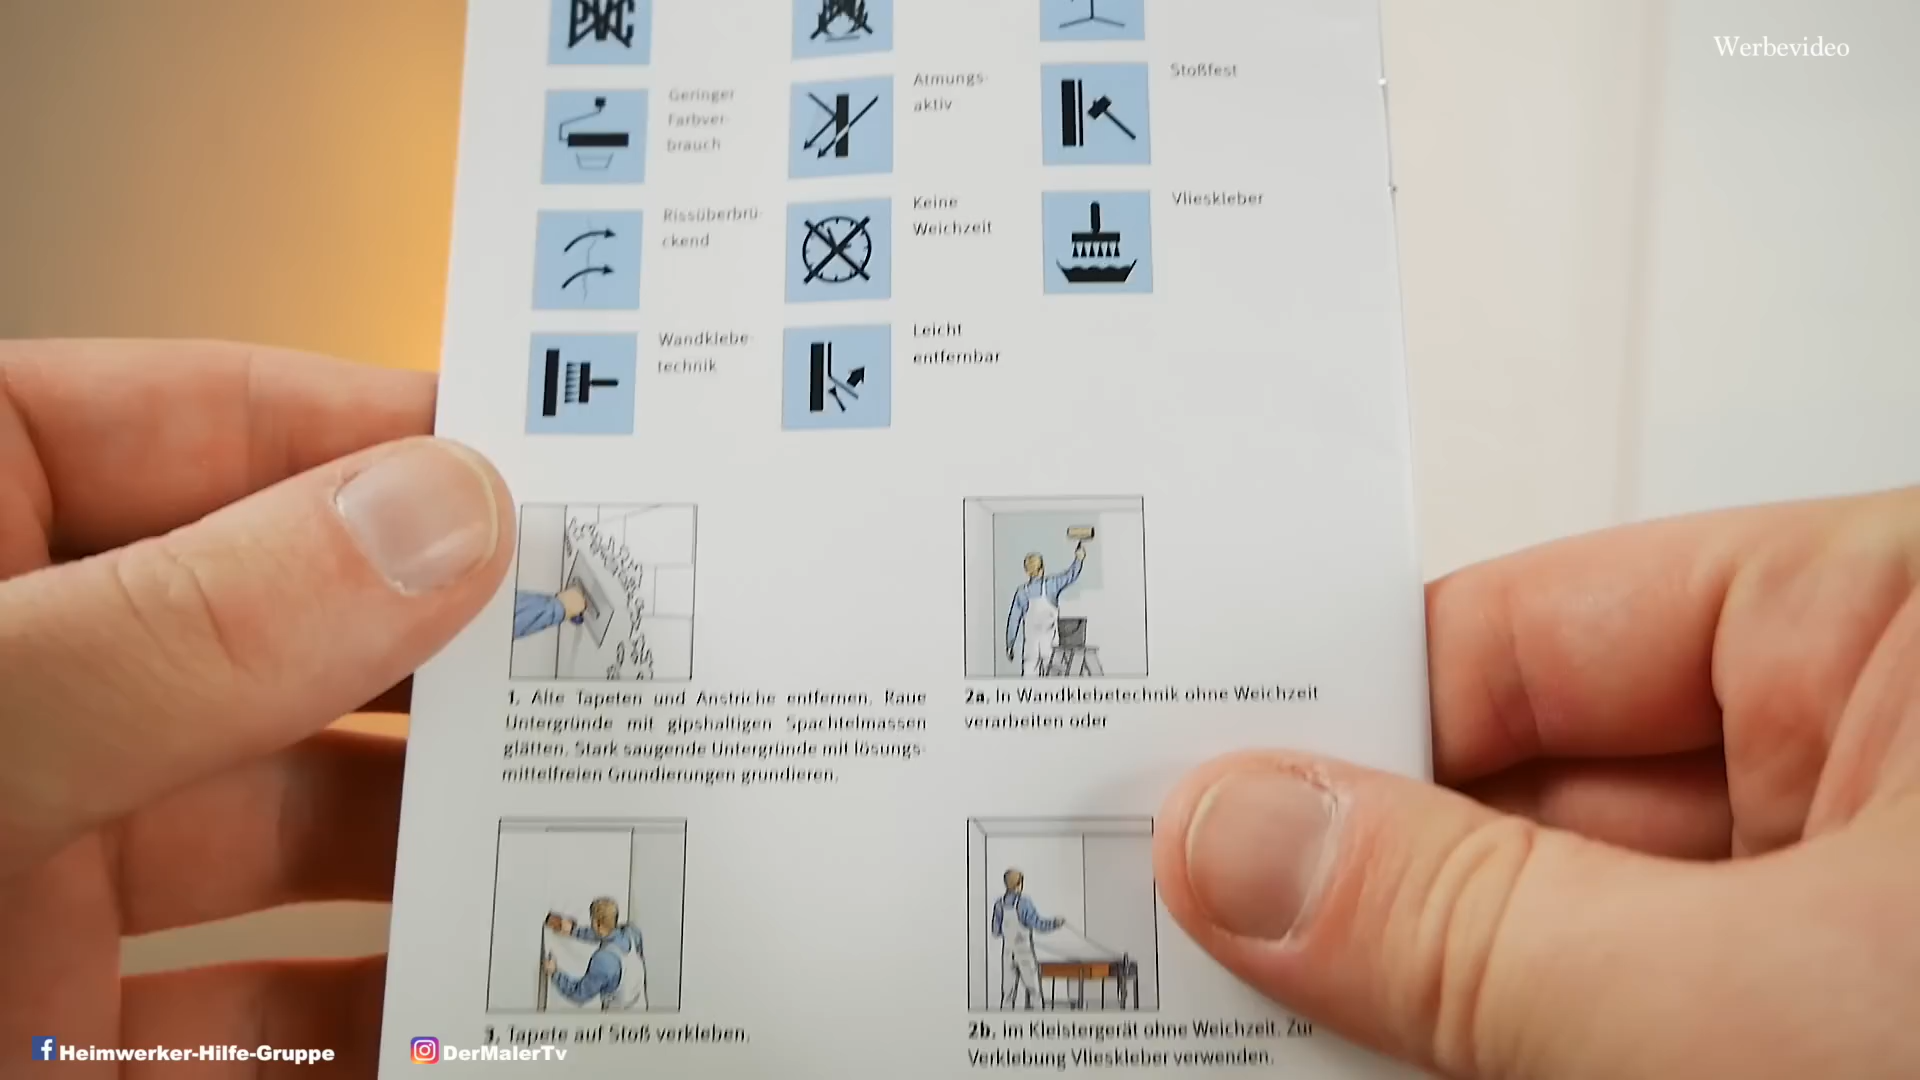 Werbevideo
PVC
Geringer
Farbver-
brauch
Atmungs-
aktiv
Stoßfest
Rissüberbrü-
ckend
Keine
Weichzeit
Vlieskleber
Wandklebe
technik
Leicht
entfernbar
1. Alte Tapeten und Anstriche entfernen. Raue
Untergründe mit gipshaltigen Spachtelmassen
glätten. Stark saugende Untergründe mit lösungs-
mittelfreien Grundierungen grundieren.
2a. In Wandklebetechnik ohne Weichzeit
verarbeiten oder
3. Tapete auf Stoß verkleben.
2b. im Kleistergerät ohne Weichzeit. Zur
Verklebung Vlieskleber verwenden.
Heimwerker-Hilfe-Gruppe
DerMalerTv